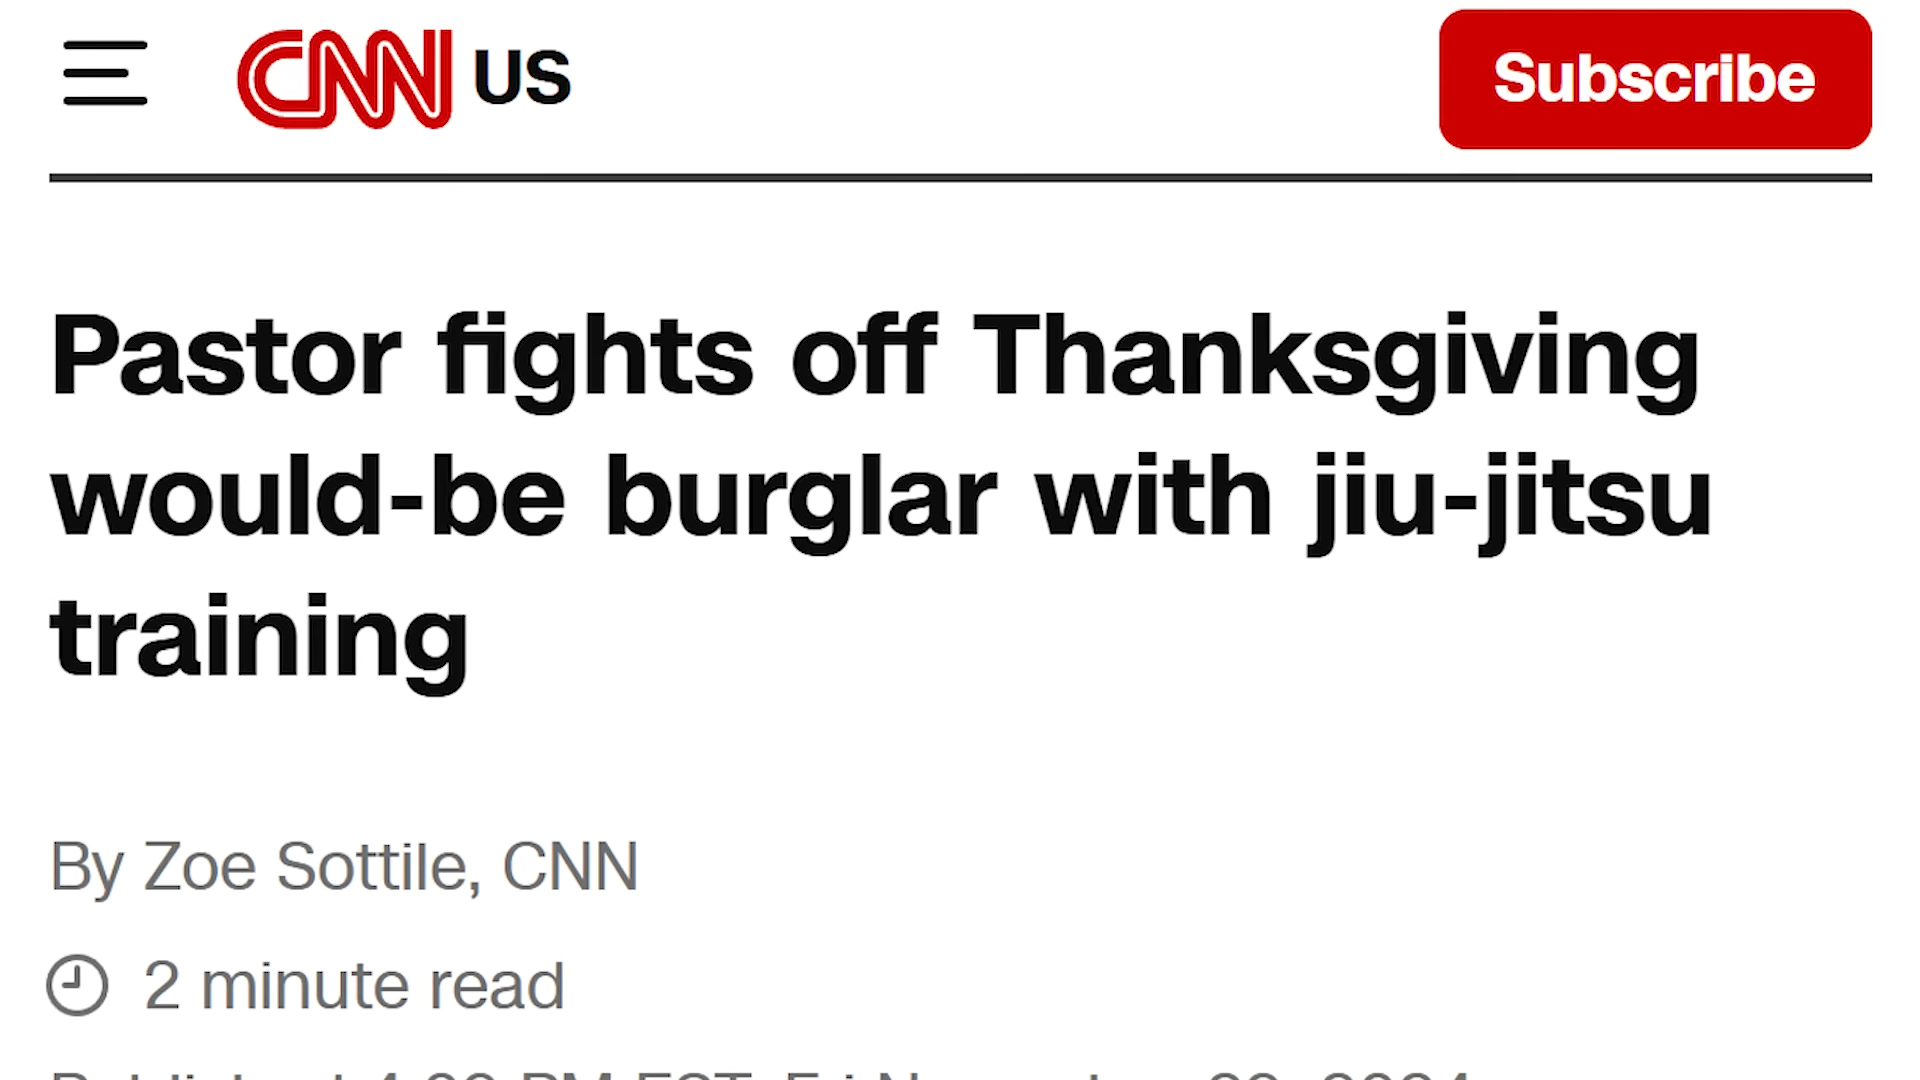 CNN US
Subscribe
Pastor fights off Thanksgiving
would-be burglar with jiu-jitsu
training
By Zoe Sottile, CNN
2 minute read